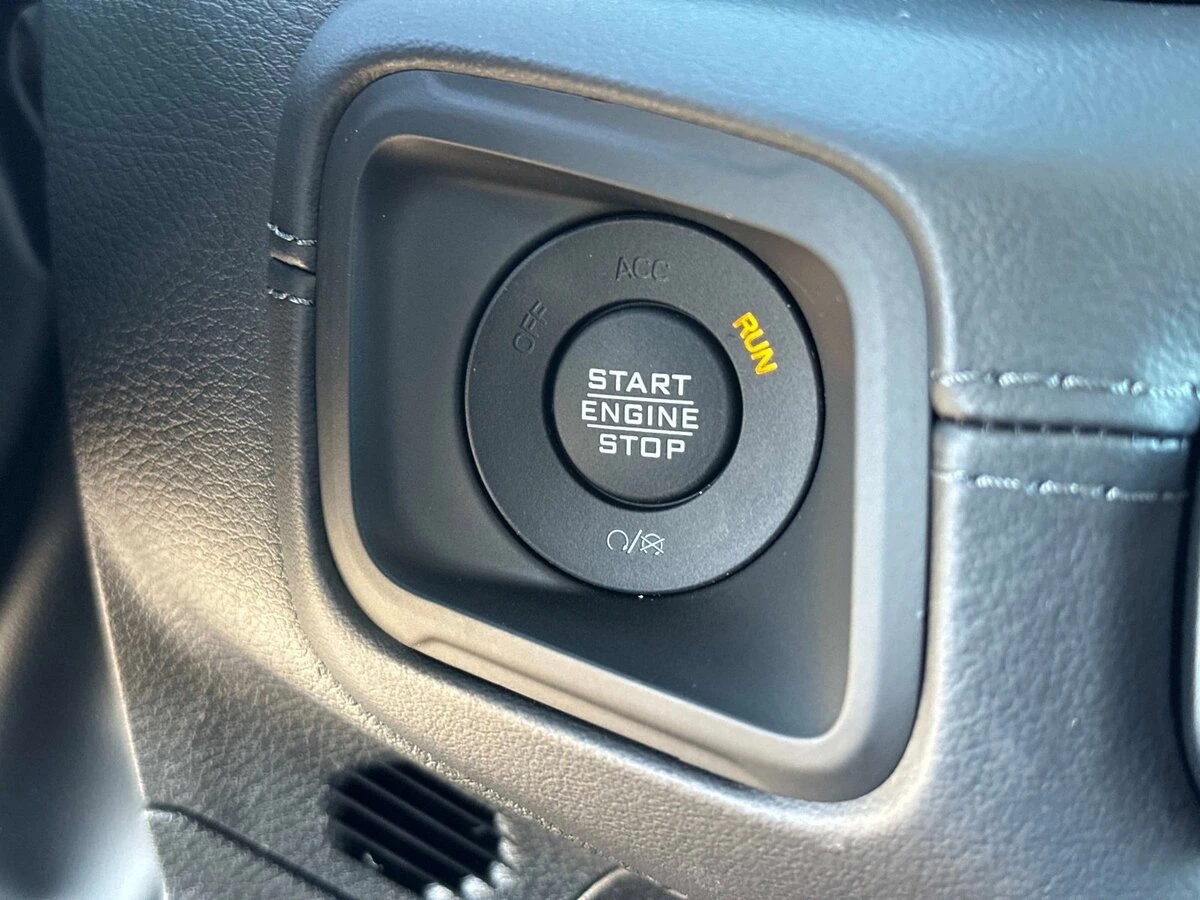 ACC
OFF
RUN
START
ENGINE
STOP